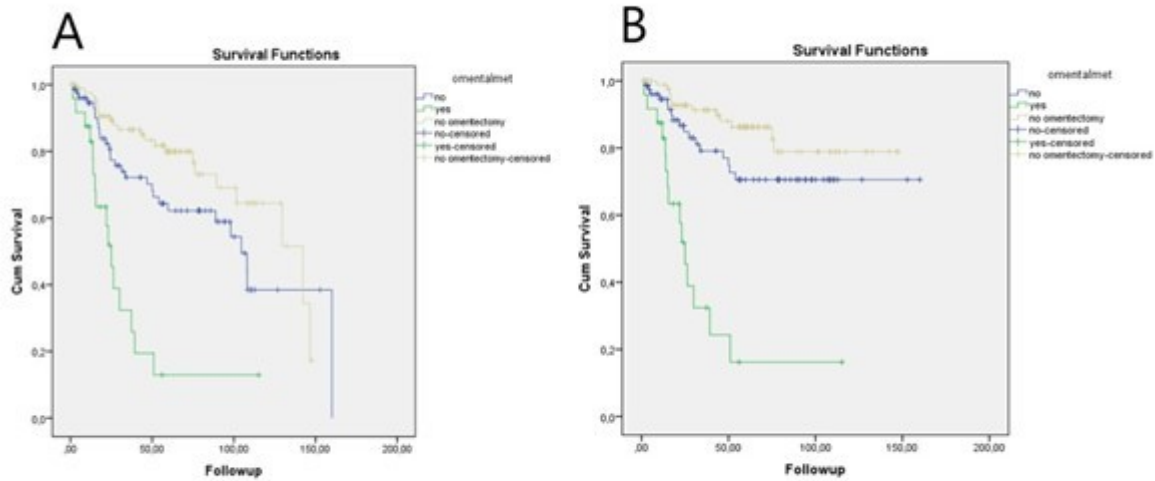 A
Survival Functions
omentalmet
no
yes
no omentectomy
no-censored
yes-censored
no omentectomy-censored
Cum Survival
1,0
0,8
0,6
0,4
0,2
0,0
,00 50,00 100,00 150,00 200,00
Followup
B
Survival Functions
omentalmet
no
yes
no omentectomy
no-censored
yes-censored
no omentectomy-censored
Cum Survival
1,0
0,8
0,6
0,4
0,2
0,0
,00 50,00 100,00 150,00 200,00
Followup